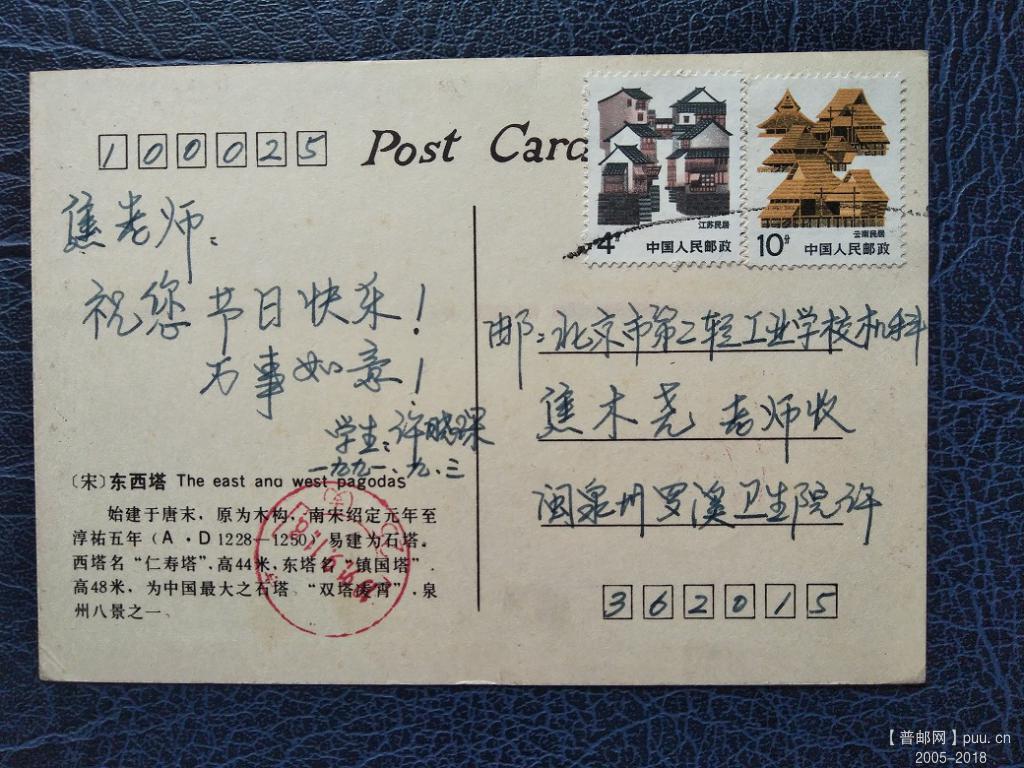 100025
Post Card
4分
江苏民居
中国人民邮政
10分
云南民居
中国人民邮政
焦老师:
祝您节日快乐!
万事如意!
学生:许晓琛
一九九一.九.三
邮:北京市第二轻工业学校机科
焦木尧 老师收
闽泉州罗溪卫生院许
362015
〔宋〕东西塔 The east and west pagodas
始建于唐末,原为木构,南宋绍定元年至
淳祐五年(A·D 1228—1250)易建为石塔。
西塔名“仁寿塔”,高44米,东塔名“镇国塔”
高48米,为中国最大之石塔 “双塔凌宵”,泉
州八景之一
【普邮网】puu.cn
2005-2018